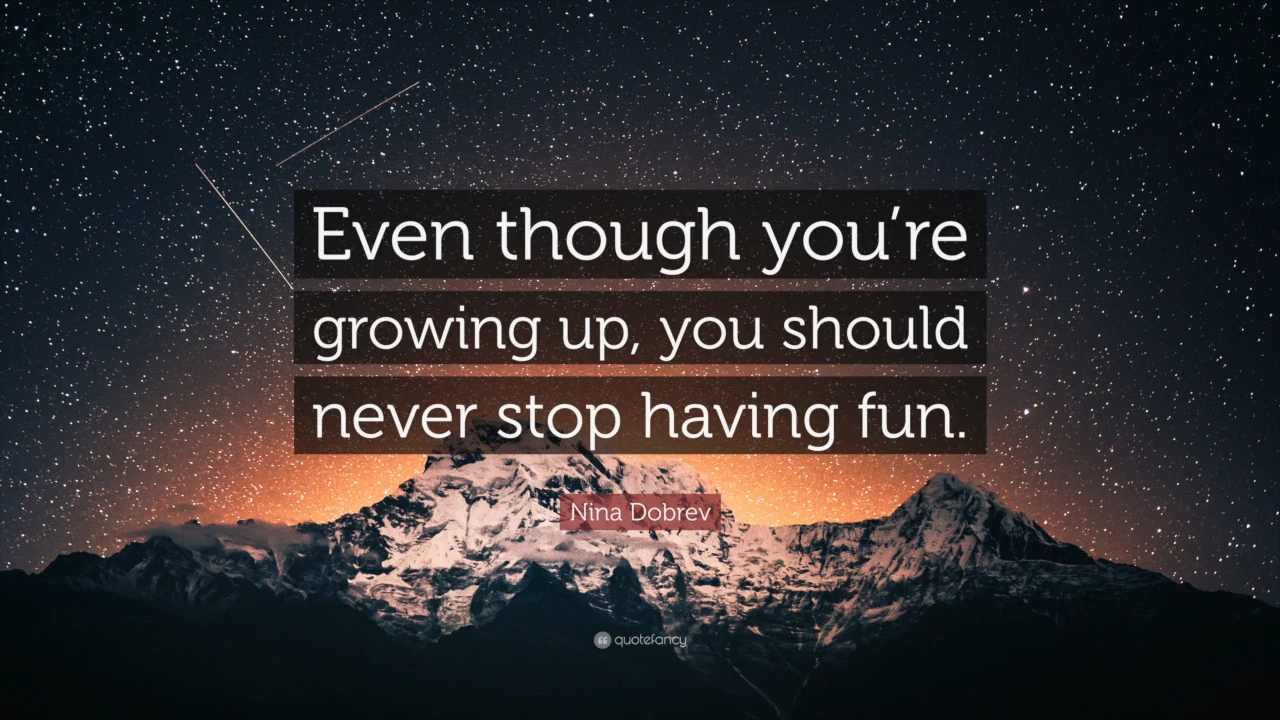 Even though you’re
growing up, you should
never stop having fun.
Nina Dobrev
quotefancy